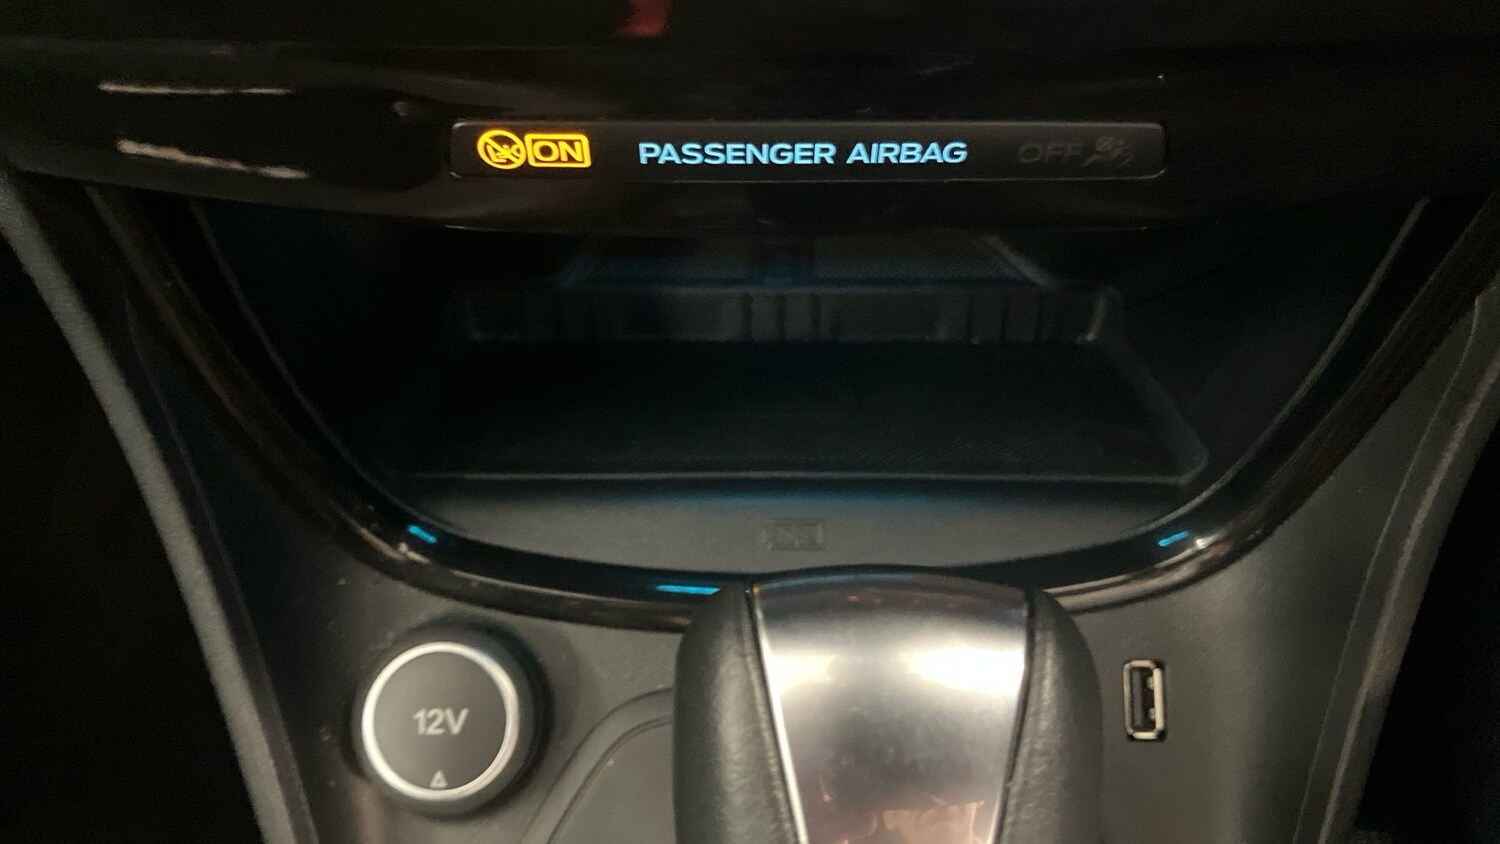 ON PASSENGER AIRBAG OFF
12V